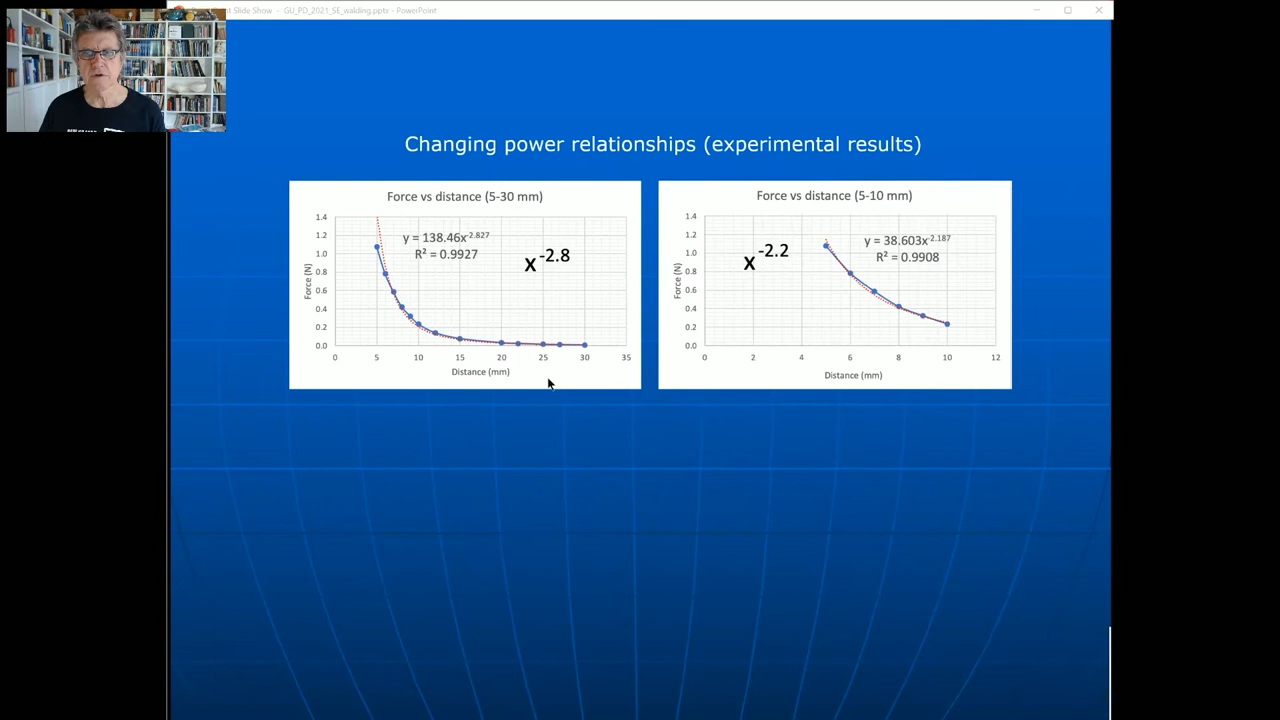 Slide Show - GU_PD_2021_SE_walding.pptx - PowerPoint
Changing power relationships (experimental results)
Force vs distance (5-30 mm)
1.4
1.2
1.0
0.8
0.6
0.4
0.2
0.0
Force (N)
y = 138.46x^-2.827
R² = 0.9927
x^-2.8
0 5 10 15 20 25 30 35
Distance (mm)
Force vs distance (5-10 mm)
1.4
1.2
1.0
0.8
0.6
0.4
0.2
0.0
Force (N)
x^-2.2
y = 38.603x^-2.187
R² = 0.9908
0 2 4 6 8 10 12
Distance (mm)